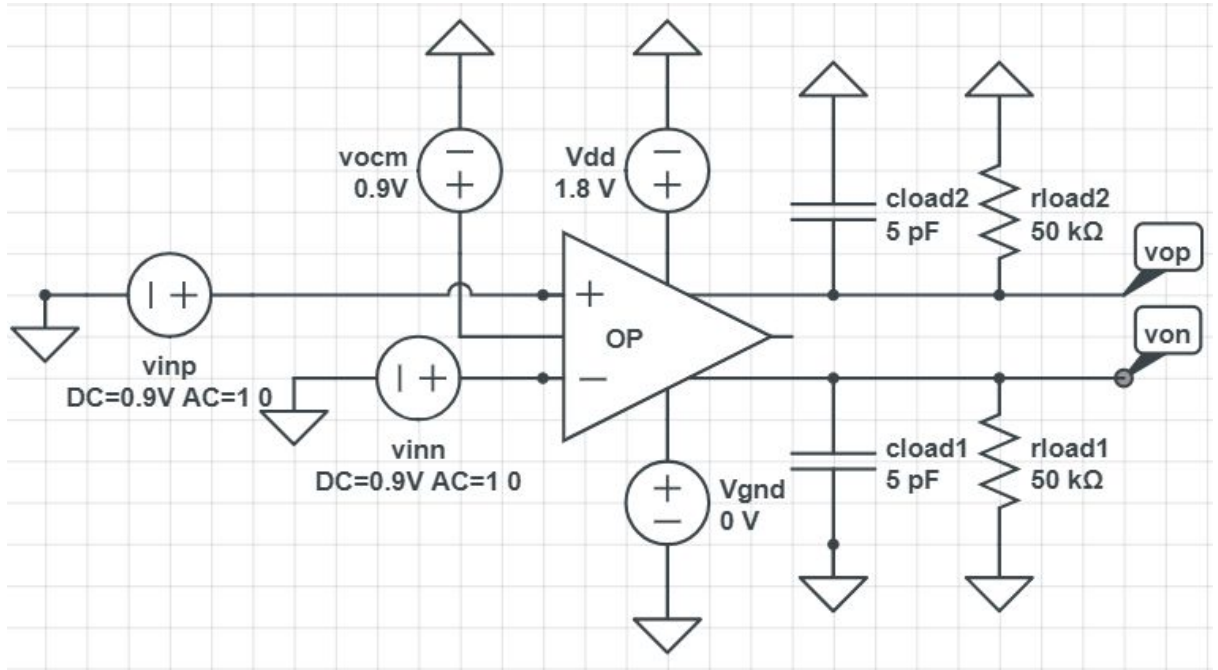 vocm
0.9V
Vdd
1.8 V
cload2
5 pF
rload2
50 kΩ
vop
OP
von
vinp
DC=0.9V AC=1 0
vinn
DC=0.9V AC=1 0
cload1
5 pF
rload1
50 kΩ
Vgnd
0 V